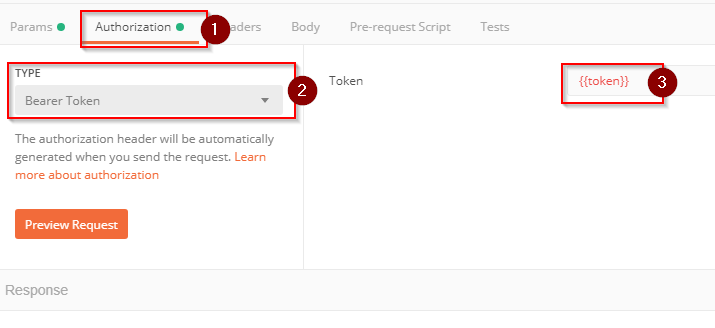 Params Authorization 1 aders Body Pre-request Script Tests
TYPE
Bearer Token 2
Token {{token}} 3
The authorization header will be automatically
generated when you send the request. Learn
more about authorization
Preview Request
Response